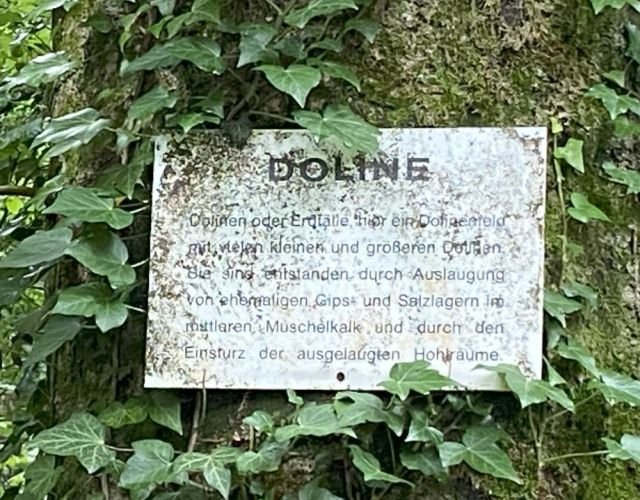 DOLINE
Dolinen oder Erdfälle, hier ein Dolinenfeld
mit vielen kleinen und großeren Dolinen.
Sie sind entstanden durch Auslaugung
von ehemaligen Gips- und Salzlagern im
mittleren Muschelkalk und durch den
Einsturz der ausgelaugten Hohlräume.